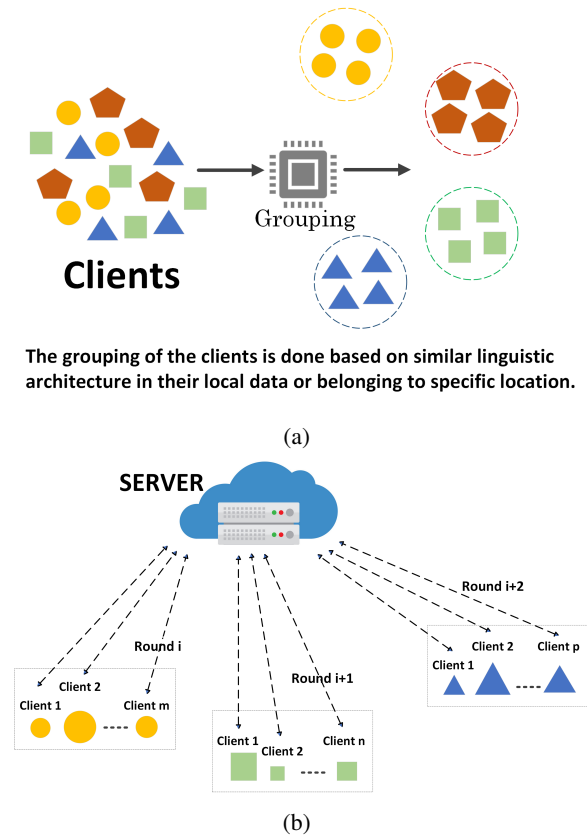 Grouping
Clients
The grouping of the clients is done based on similar linguistic
architecture in their local data or belonging to specific location.
(a)
SERVER
Round i
Client 1
Client 2
Client m
Round i+1
Client 1
Client 2
Client n
Round i+2
Client 1
Client 2
Client p
(b)